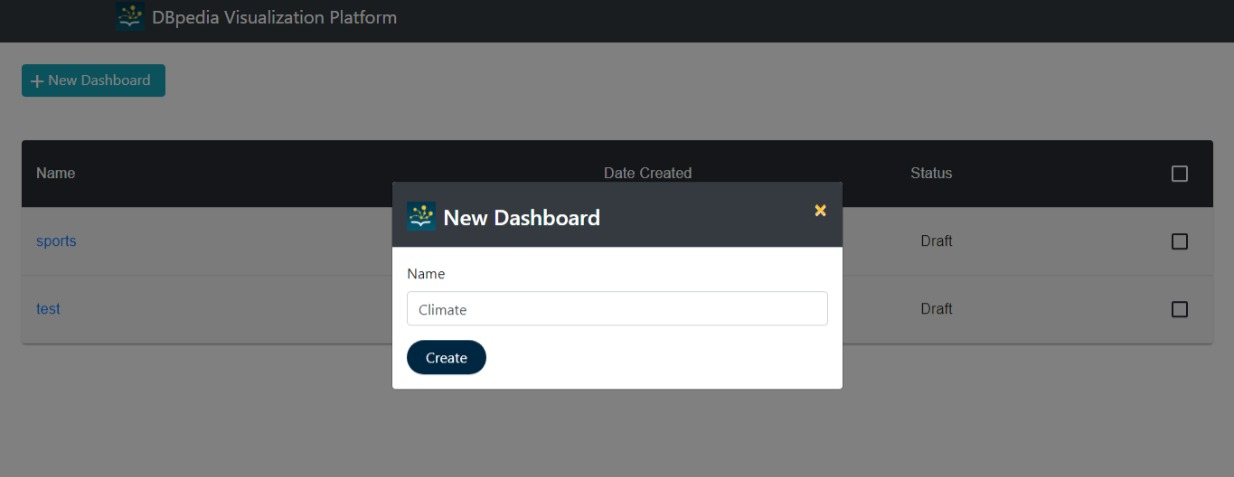 DBpedia Visualization Platform
+ New Dashboard
Name Date Created Status
New Dashboard ×
sports Draft
Name
Climate
test Draft
Create